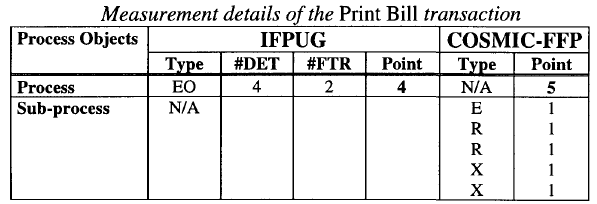 Measurement details of the Print Bill transaction
Process Objects IFPUG COSMIC-FFP
Type #DET #FTR Point Type Point
Process EO 4 2 4 N/A 5
Sub-process N/A E 1
R 1
R 1
X 1
X 1